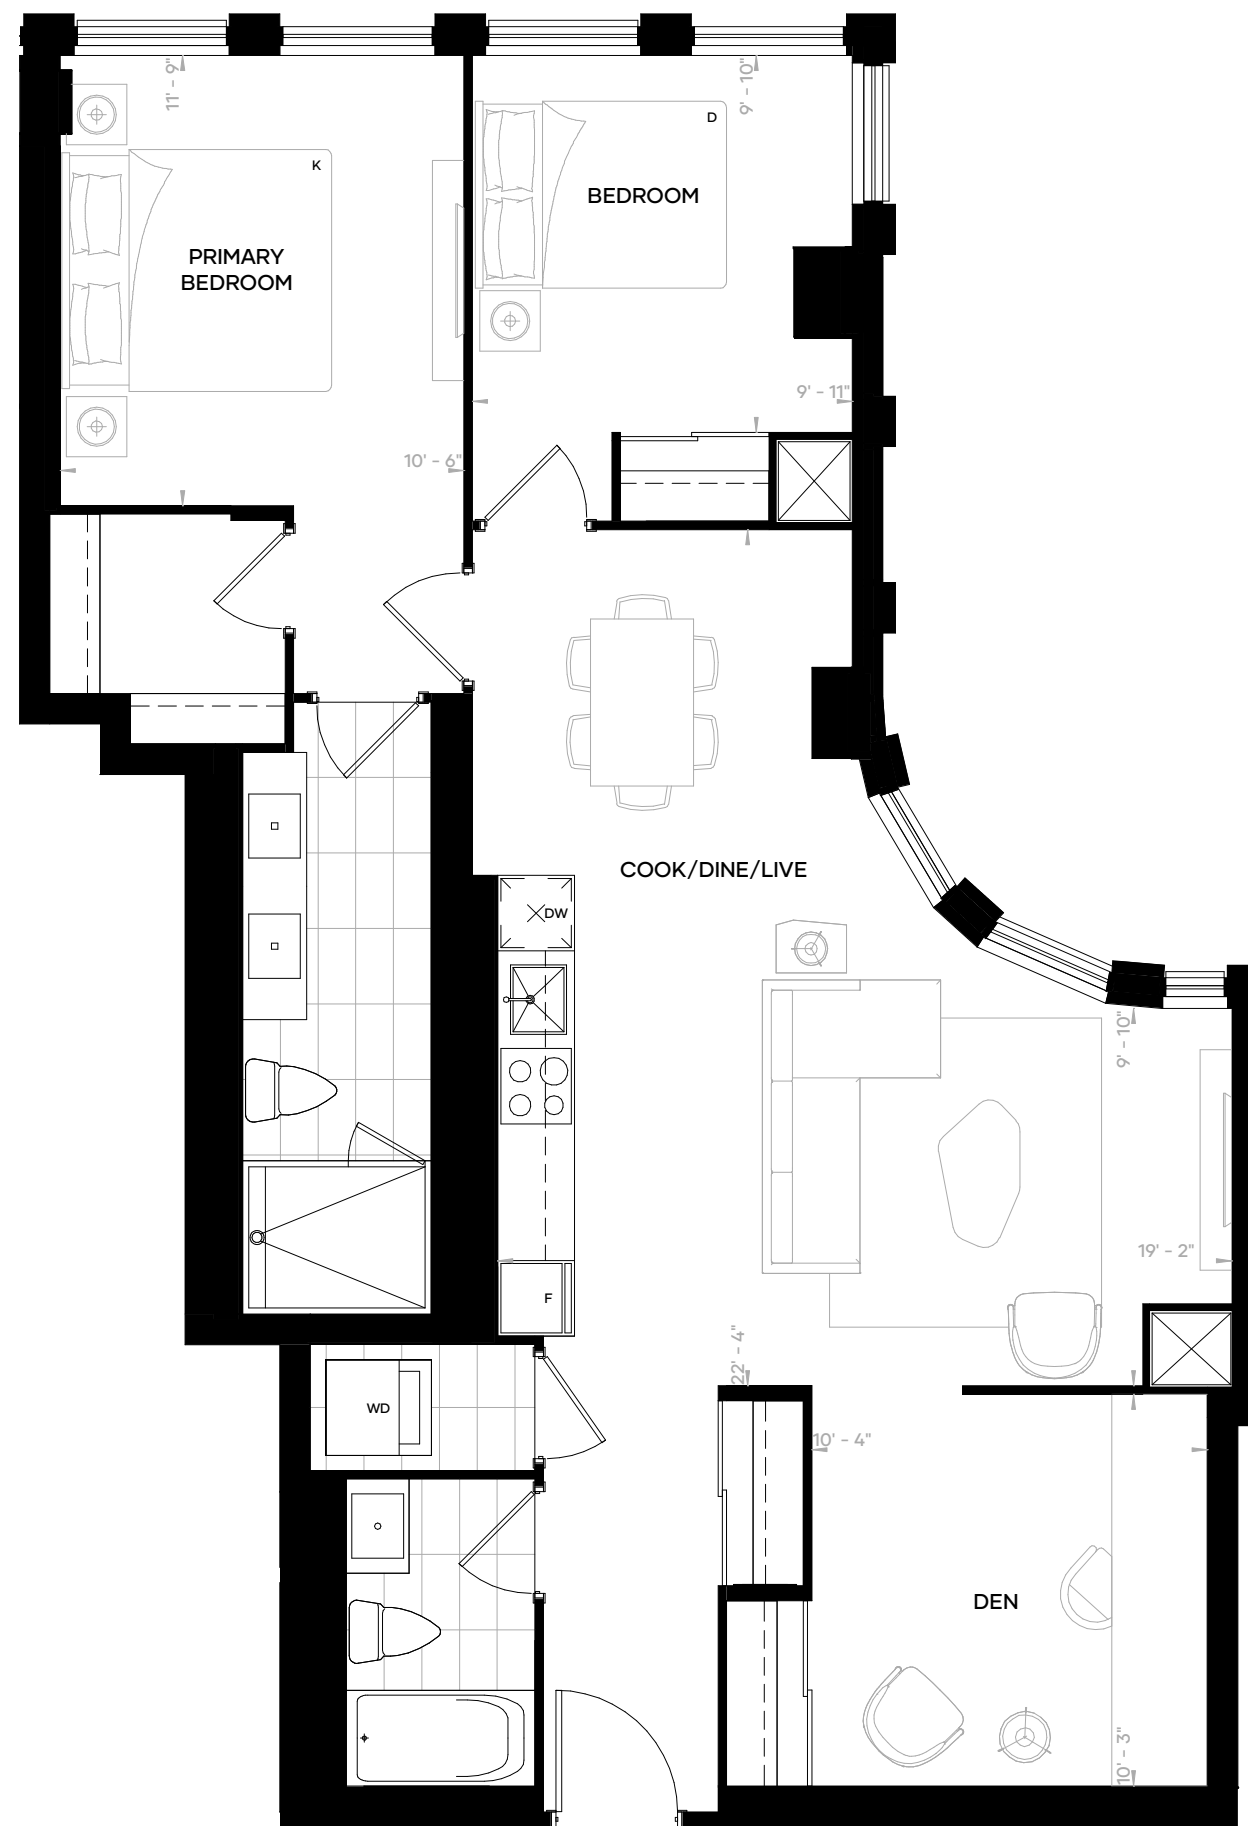 11' - 9"
9' - 10"
D
K
BEDROOM
PRIMARY
BEDROOM
9' - 11"
10' - 6"
COOK/DINE/LIVE
DW
9' - 10"
19' - 2"
F
22' - 4"
WD
10' - 4"
DEN
10' - 3"